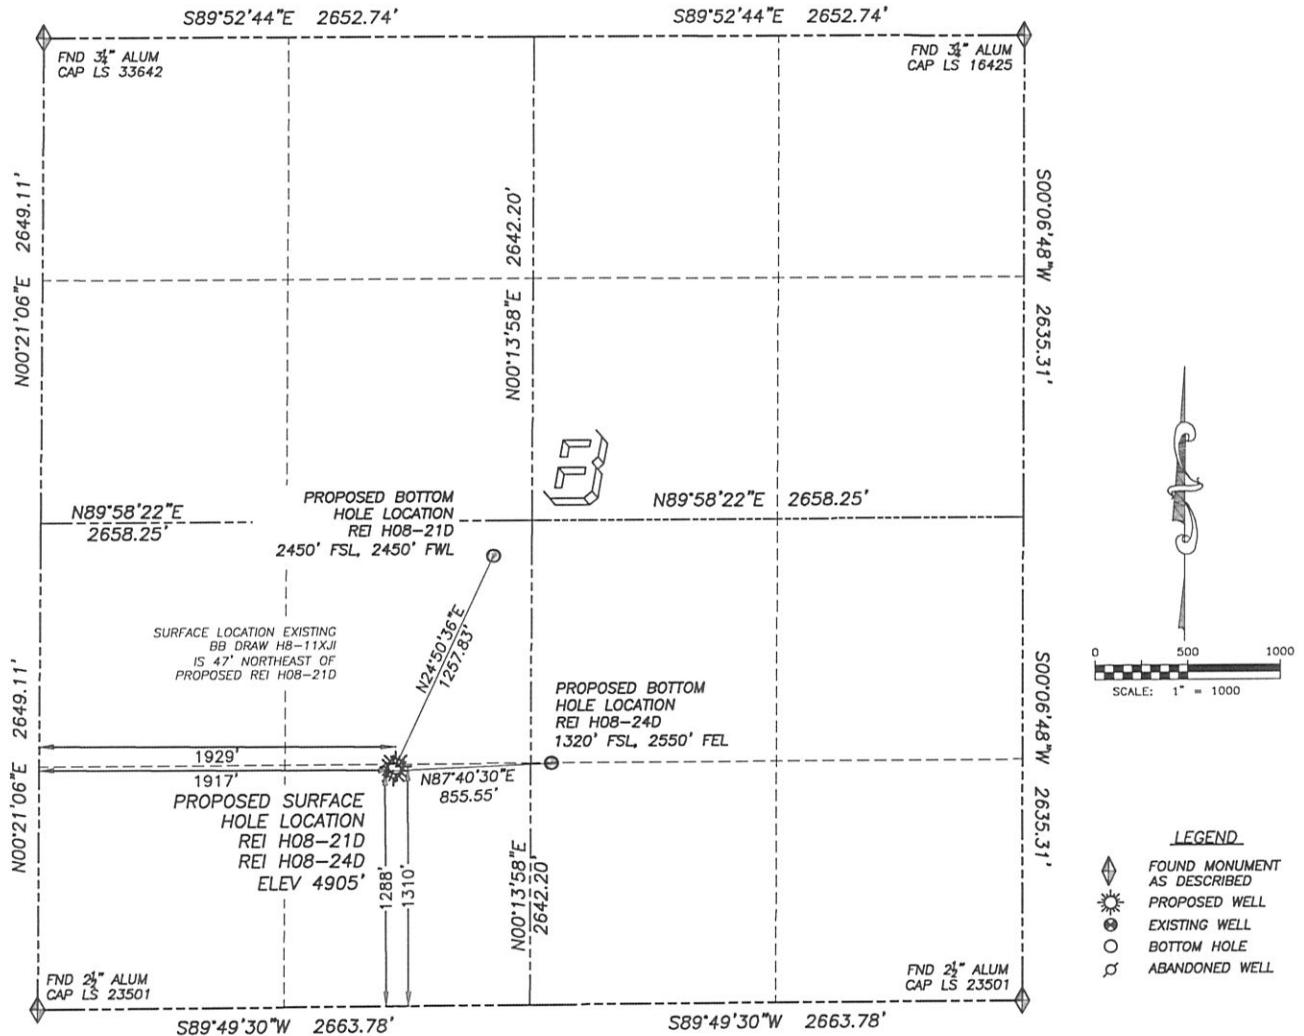 S89°52'44"E 2652.74'
S89°52'44"E 2652.74'
FND 3¼" ALUM
CAP LS 33642
FND 3¼" ALUM
CAP LS 16425
N00°21'06"E 2649.11'
N00°13'58"E 2642.20'
S00°06'48"W 2635.31'
N89°58'22"E
2658.25'
PROPOSED BOTTOM
HOLE LOCATION
REI H08-21D
2450' FSL, 2450' FWL
N89°58'22"E 2658.25'
SURFACE LOCATION EXISTING
BB DRAW H8-11XJI
IS 47' NORTHEAST OF
PROPOSED REI H08-21D
N24°50'36"E
1257.83'
PROPOSED BOTTOM
HOLE LOCATION
REI H08-24D
1320' FSL, 2550' FEL
0 500 1000
SCALE: 1" = 1000
N00°21'06"E 2649.11'
S00°06'48"W 2635.31'
1929'
1917'
N87°40'30"E
855.55'
PROPOSED SURFACE
HOLE LOCATION
REI H08-21D
REI H08-24D
ELEV 4905'
1288'
1310'
N00°13'58"E
2642.20'
LEGEND
FOUND MONUMENT
AS DESCRIBED
PROPOSED WELL
EXISTING WELL
BOTTOM HOLE
ABANDONED WELL
FND 2½" ALUM
CAP LS 23501
FND 2½" ALUM
CAP LS 23501
S89°49'30"W 2663.78'
S89°49'30"W 2663.78'